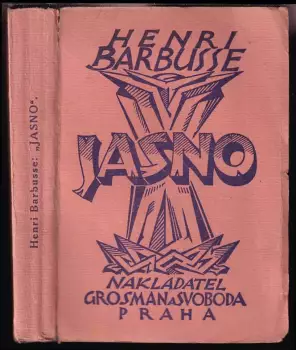 Henri Barbusse: „JASNO".
HENRI
BARBUSSE
JASNO
NAKLADATEL
GROSMAN A SVOBODA
PRAHA